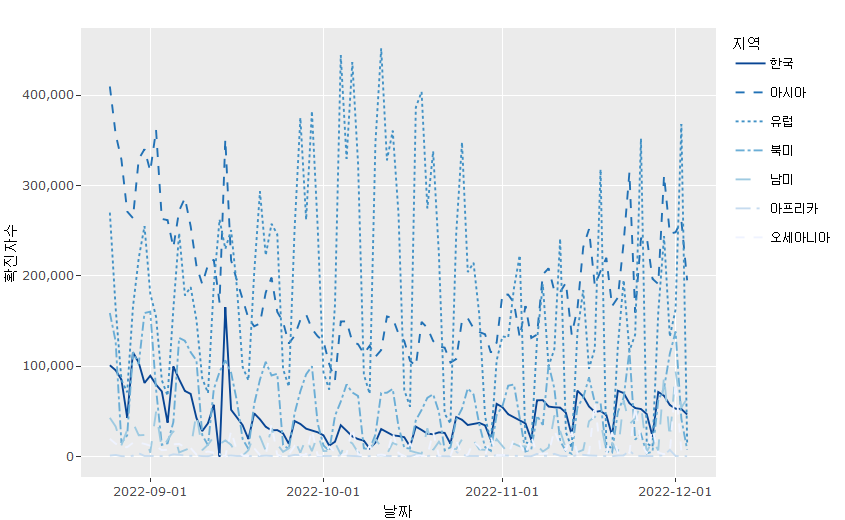 지역
한국
아시아
유럽
북미
남미
아프리카
오세아니아
확진자수
400,000
300,000
200,000
100,000
0
2022-09-01
2022-10-01
2022-11-01
2022-12-01
날짜